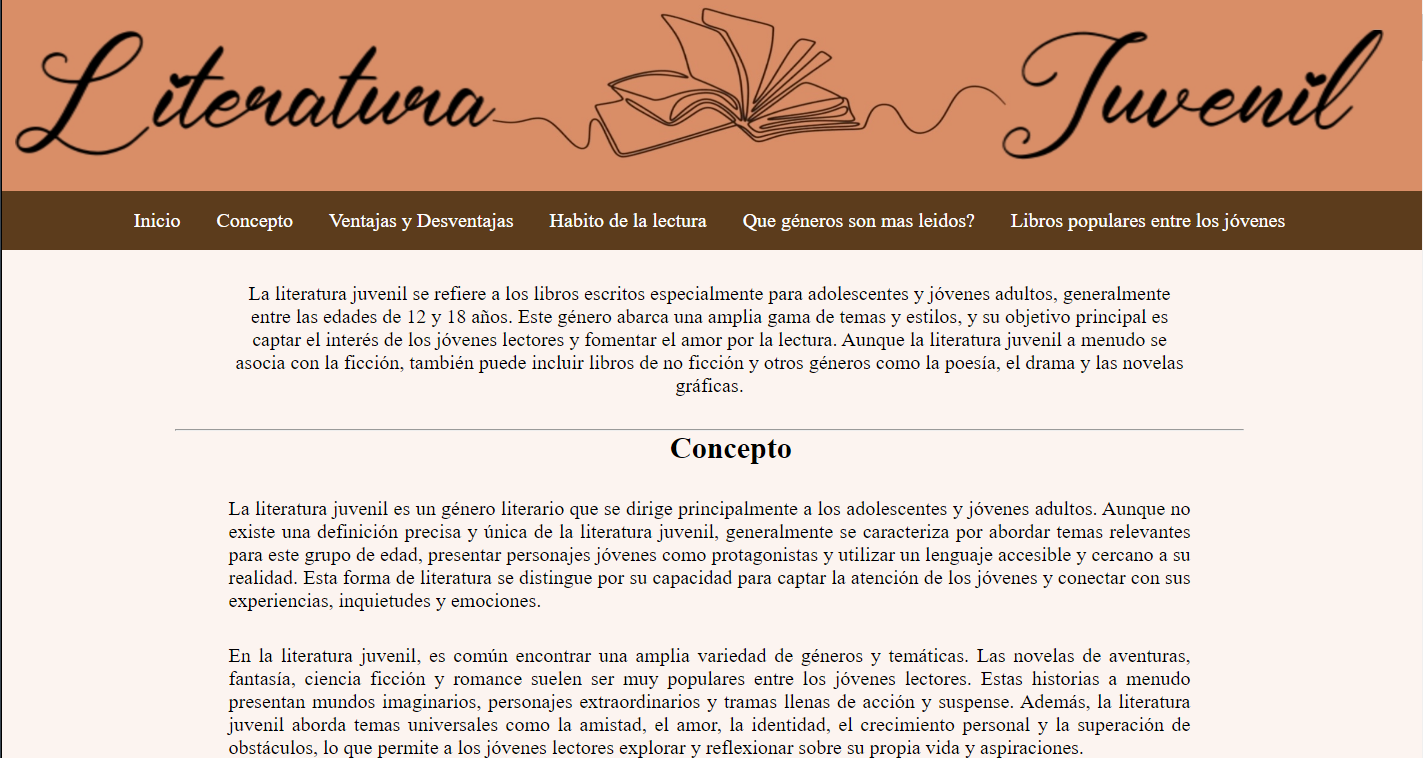 Literatura Juvenil
Inicio Concepto Ventajas y Desventajas Habito de la lectura Que géneros son mas leidos? Libros populares entre los jóvenes
La literatura juvenil se refiere a los libros escritos especialmente para adolescentes y jóvenes adultos, generalmente
entre las edades de 12 y 18 años. Este género abarca una amplia gama de temas y estilos, y su objetivo principal es
captar el interés de los jóvenes lectores y fomentar el amor por la lectura. Aunque la literatura juvenil a menudo se
asocia con la ficción, también puede incluir libros de no ficción y otros géneros como la poesía, el drama y las novelas
gráficas.
Concepto
La literatura juvenil es un género literario que se dirige principalmente a los adolescentes y jóvenes adultos. Aunque no
existe una definición precisa y única de la literatura juvenil, generalmente se caracteriza por abordar temas relevantes
para este grupo de edad, presentar personajes jóvenes como protagonistas y utilizar un lenguaje accesible y cercano a su
realidad. Esta forma de literatura se distingue por su capacidad para captar la atención de los jóvenes y conectar con sus
experiencias, inquietudes y emociones.
En la literatura juvenil, es común encontrar una amplia variedad de géneros y temáticas. Las novelas de aventuras,
fantasía, ciencia ficción y romance suelen ser muy populares entre los jóvenes lectores. Estas historias a menudo
presentan mundos imaginarios, personajes extraordinarios y tramas llenas de acción y suspense. Además, la literatura
juvenil aborda temas universales como la amistad, el amor, la identidad, el crecimiento personal y la superación de
obstáculos, lo que permite a los jóvenes lectores explorar y reflexionar sobre su propia vida y aspiraciones.